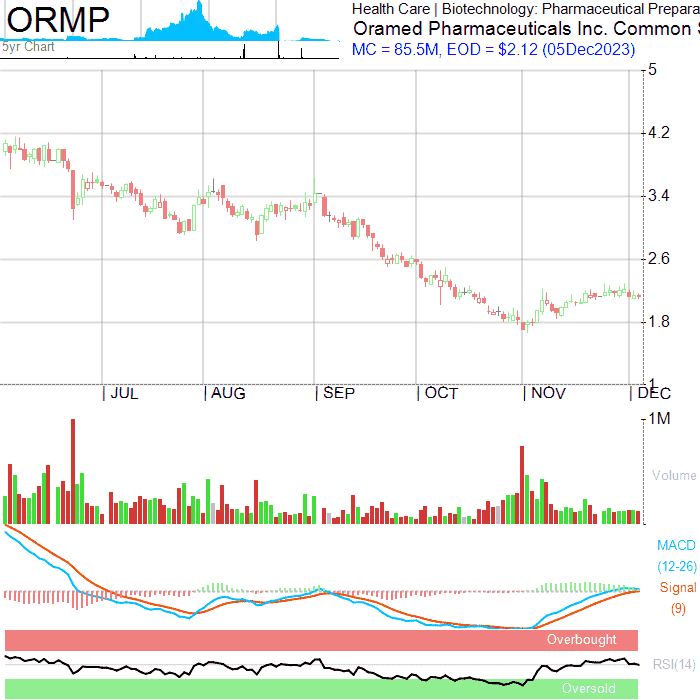 ORMP
Health Care | Biotechnology: Pharmaceutical Prepara
Oramed Pharmaceuticals Inc. Common S
5yr Chart
MC = 85.5M, EOD = $2.12 (05Dec2023)
5
4.2
3.4
2.6
1.8
1
JUL
AUG
SEP
OCT
NOV
DEC
1M
Volume
MACD
(12-26)
Signal
(9)
Overbought
RSI(14)
Oversold